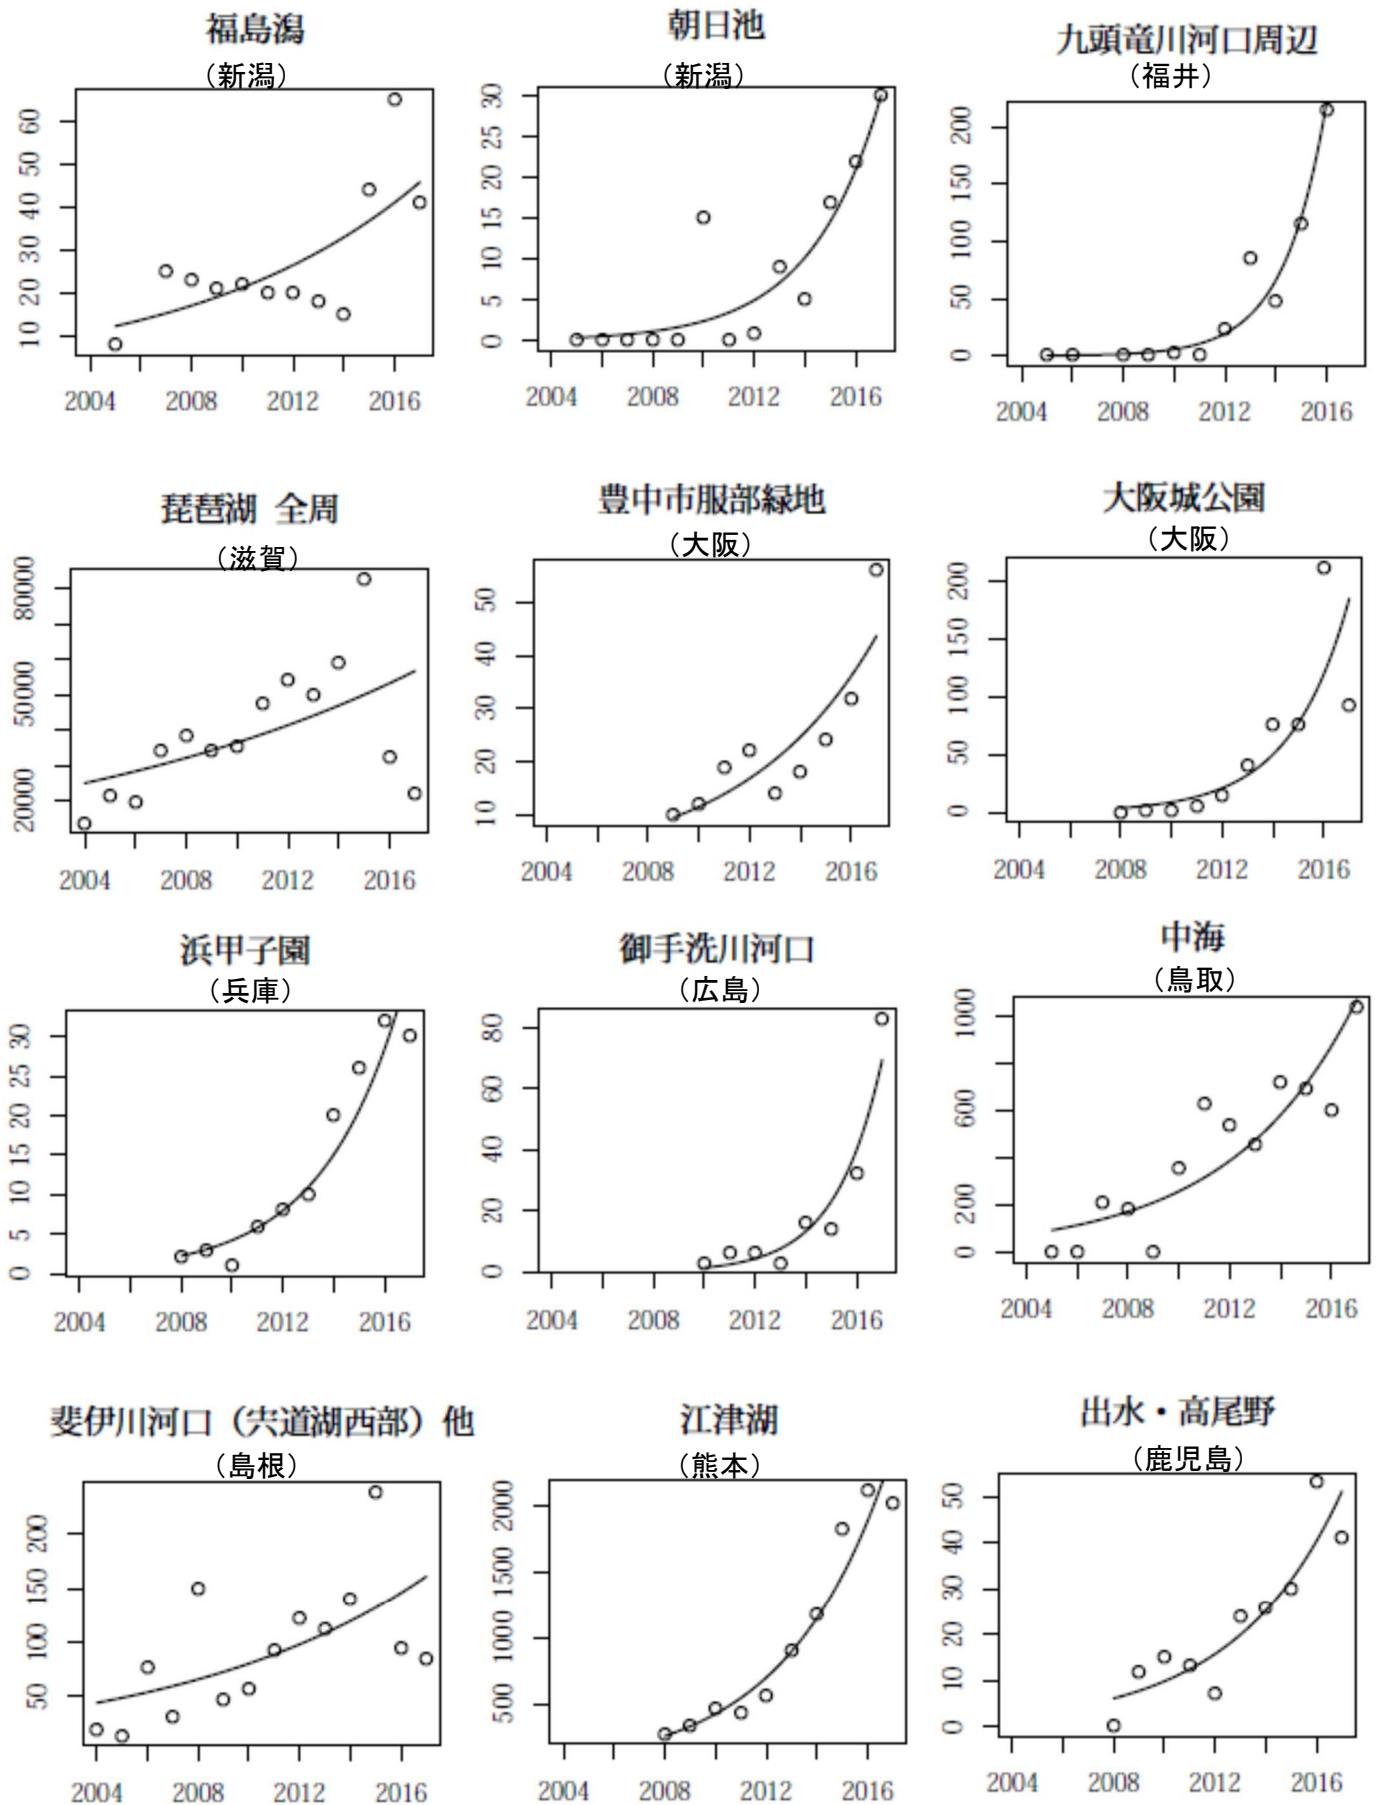 福島潟
（新潟）
60
50
40
30
20
10
2004 2008 2012 2016
朝日池
（新潟）
30
25
20
15
10
5
0
2004 2008 2012 2016
九頭竜川河口周辺
（福井）
200
150
100
50
0
2004 2008 2012 2016
琵琶湖 全周
（滋賀）
80000
50000
20000
2004 2008 2012 2016
豊中市服部緑地
（大阪）
50
40
30
20
10
2004 2008 2012 2016
大阪城公園
（大阪）
200
150
100
50
0
2004 2008 2012 2016
浜甲子園
（兵庫）
30
25
20
15
10
5
0
2004 2008 2012 2016
御手洗川河口
（広島）
80
60
40
20
0
2004 2008 2012 2016
中海
（鳥取）
1000
600
200
0
2004 2008 2012 2016
斐伊川河口（宍道湖西部）他
（島根）
200
150
100
50
2004 2008 2012 2016
江津湖
（熊本）
2000
1500
1000
500
2004 2008 2012 2016
出水・高尾野
（鹿児島）
50
40
30
20
10
0
2004 2008 2012 2016